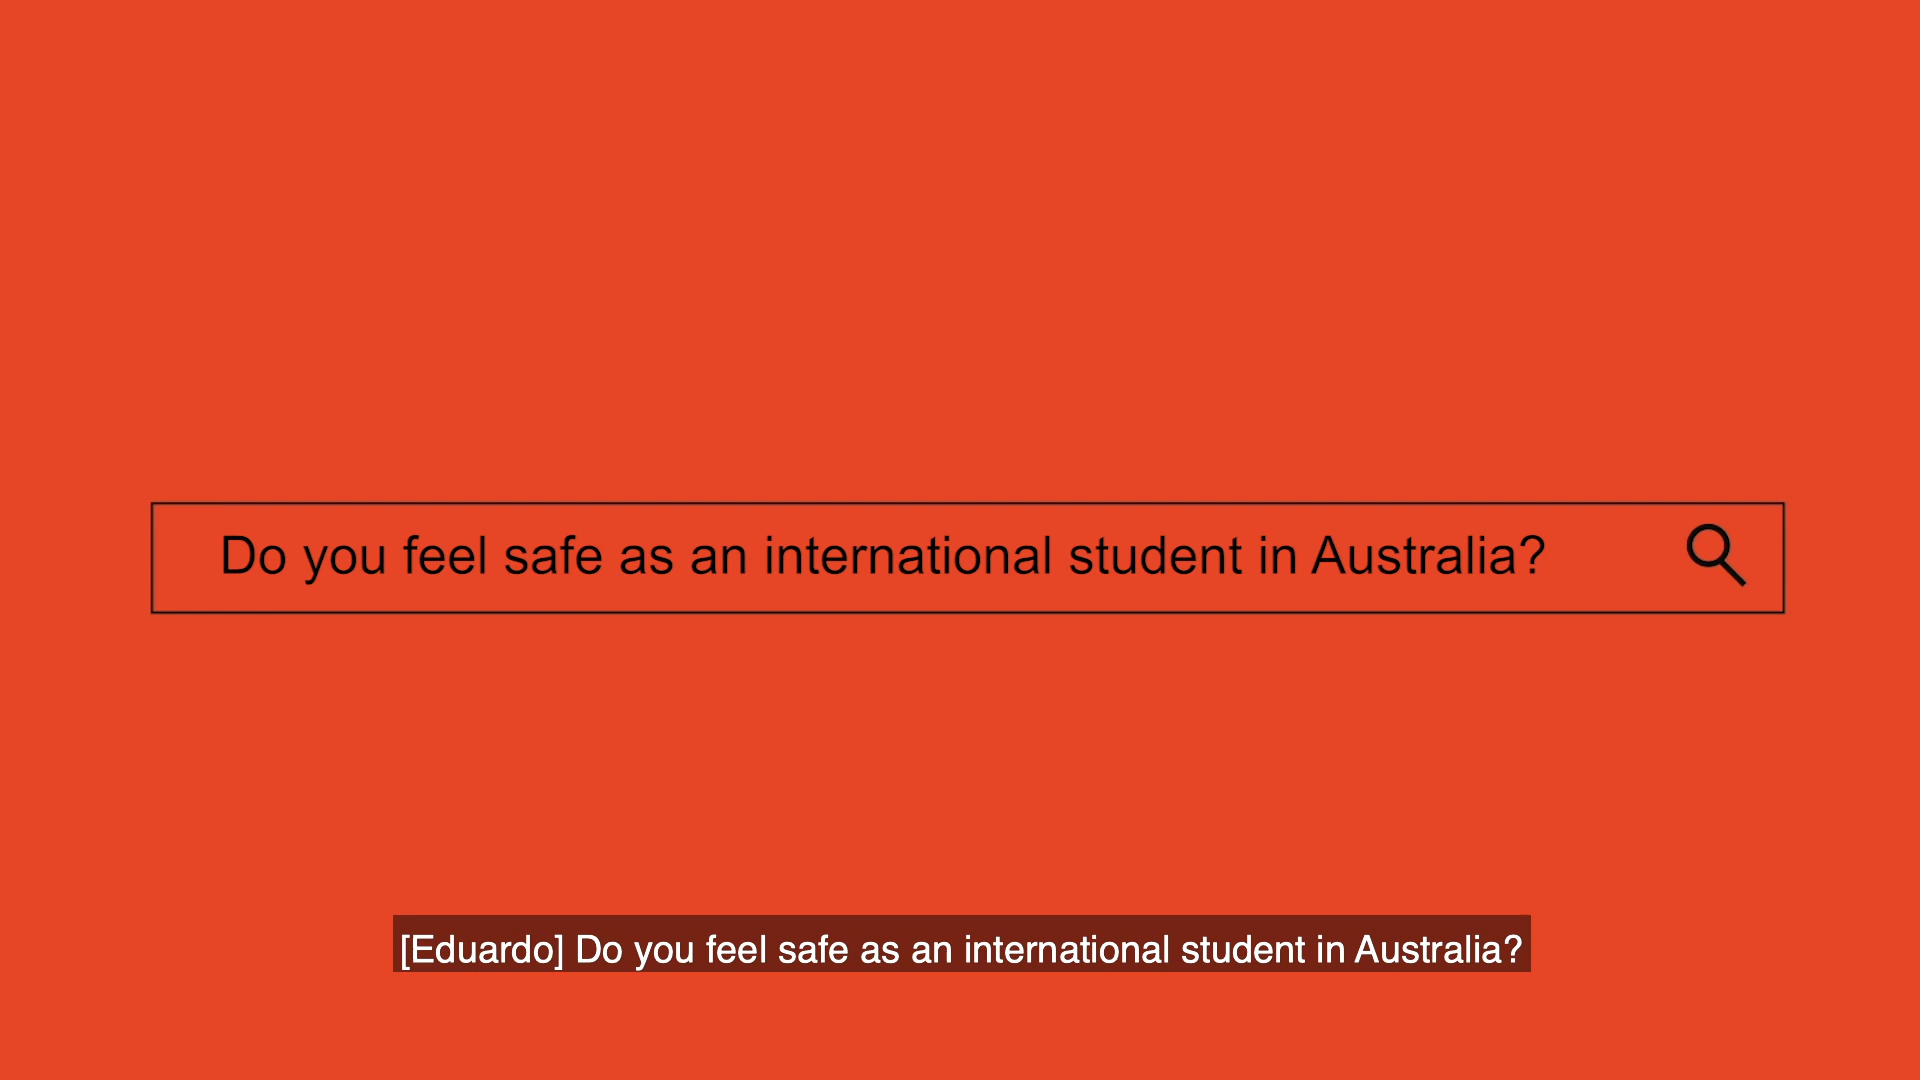 Do you feel safe as an international student in Australia?
[Eduardo] Do you feel safe as an international student in Australia?